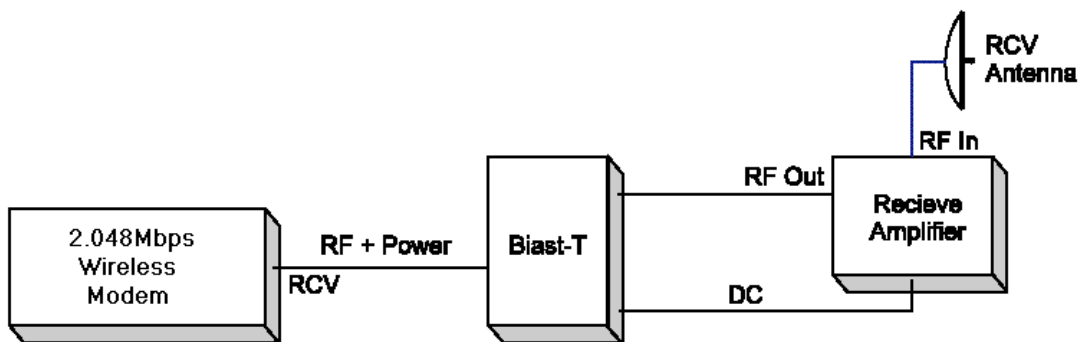 RCV
Antenna
RF In
RF Out
Recieve
Amplifier
2.048Mbps
Wireless
Modem
RF + Power
RCV
Biast-T
DC